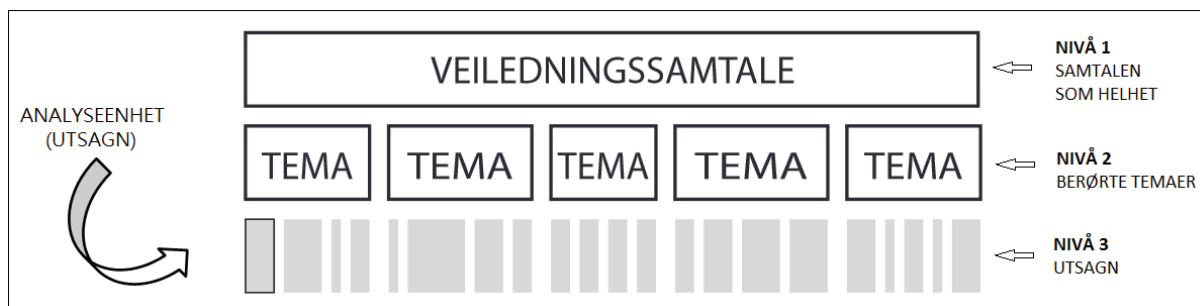 VEILEDNINGSSAMTALE
NIVÅ 1
SAMTALEN
SOM HELHET
ANALYSEENHET
(UTSAGN)
TEMA TEMA TEMA TEMA TEMA
NIVÅ 2
BERØRTE TEMAER
NIVÅ 3
UTSAGN